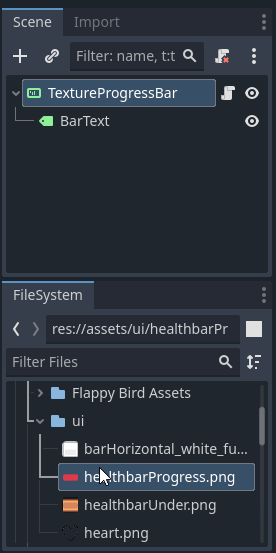 Scene Import
Filter: name, t:t
TextureProgressBar
BarText
FileSystem
res://assets/ui/healthbarPr
Filter Files
Flappy Bird Assets
ui
barHorizontal_white_fu...
healthbarProgress.png
healthbarUnder.png
heart.png